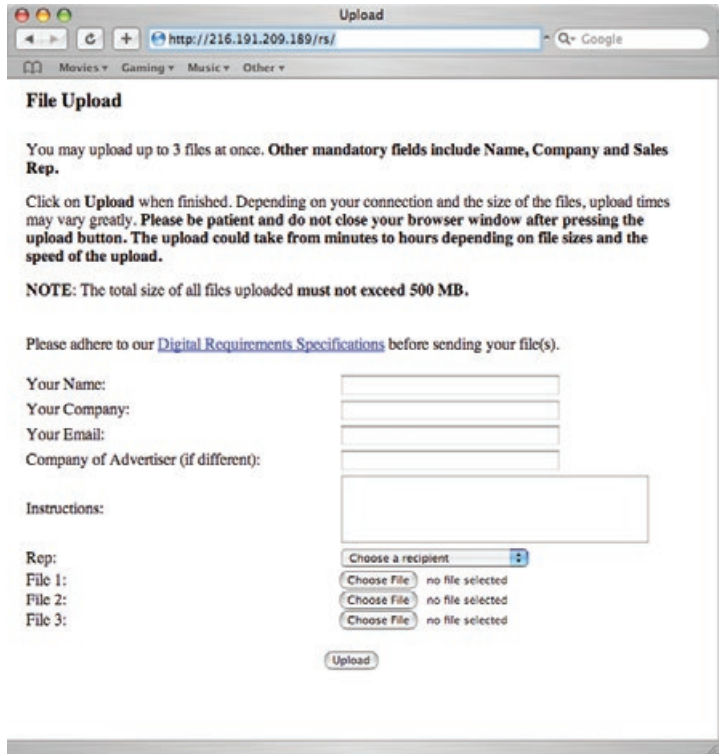 Upload
http://216.191.209.189/rs/
Google
Movies Gaming Music Other
File Upload
You may upload up to 3 files at once. Other mandatory fields include Name, Company and Sales
Rep.
Click on Upload when finished. Depending on your connection and the size of the files, upload times
may vary greatly. Please be patient and do not close your browser window after pressing the
upload button. The upload could take from minutes to hours depending on file sizes and the
speed of the upload.
NOTE: The total size of all files uploaded must not exceed 500 MB.
Please adhere to our Digital Requirements Specifications before sending your file(s).
Your Name:
Your Company:
Your Email:
Company of Advertiser (if different):
Instructions:
Rep: Choose a recipient
File 1: Choose File no file selected
File 2: Choose File no file selected
File 3: Choose File no file selected
Upload